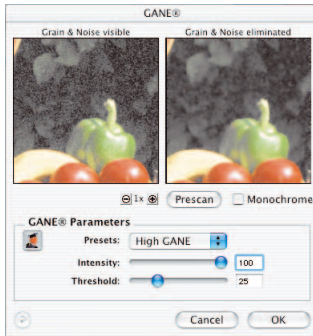 GANE®
Grain & Noise visible Grain & Noise eliminated
1x Prescan Monochrome
GANE® Parameters
Presets: High GANE
Intensity: 100
Threshold: 25
Cancel OK